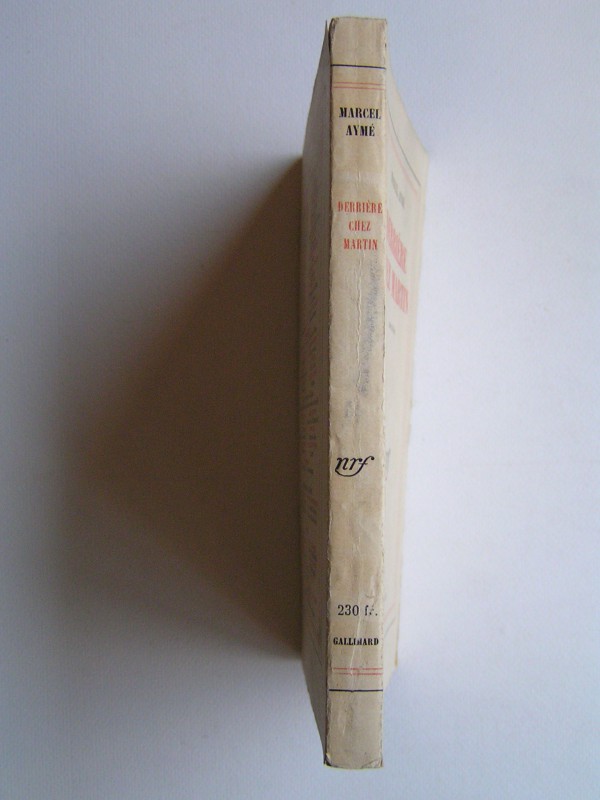 MARCEL
AYMÉ
DERRIÈRE
CHEZ
MARTIN
nrf
230 fr.
GALLIMARD